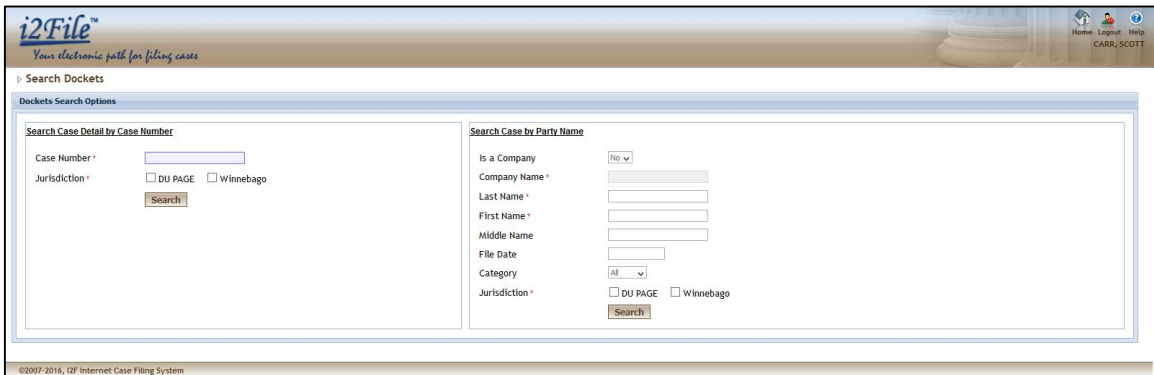 i2File™
Your electronic path for filing cases
Home Logout Help
CARR, SCOTT
Search Dockets
Dockets Search Options
Search Case Detail by Case Number
Case Number *
Jurisdiction * DU PAGE Winnebago
Search
Search Case by Party Name
Is a Company No
Company Name *
Last Name *
First Name *
Middle Name
File Date
Category All
Jurisdiction * DU PAGE Winnebago
Search
©2007-2016, I2F Internet Case Filing System